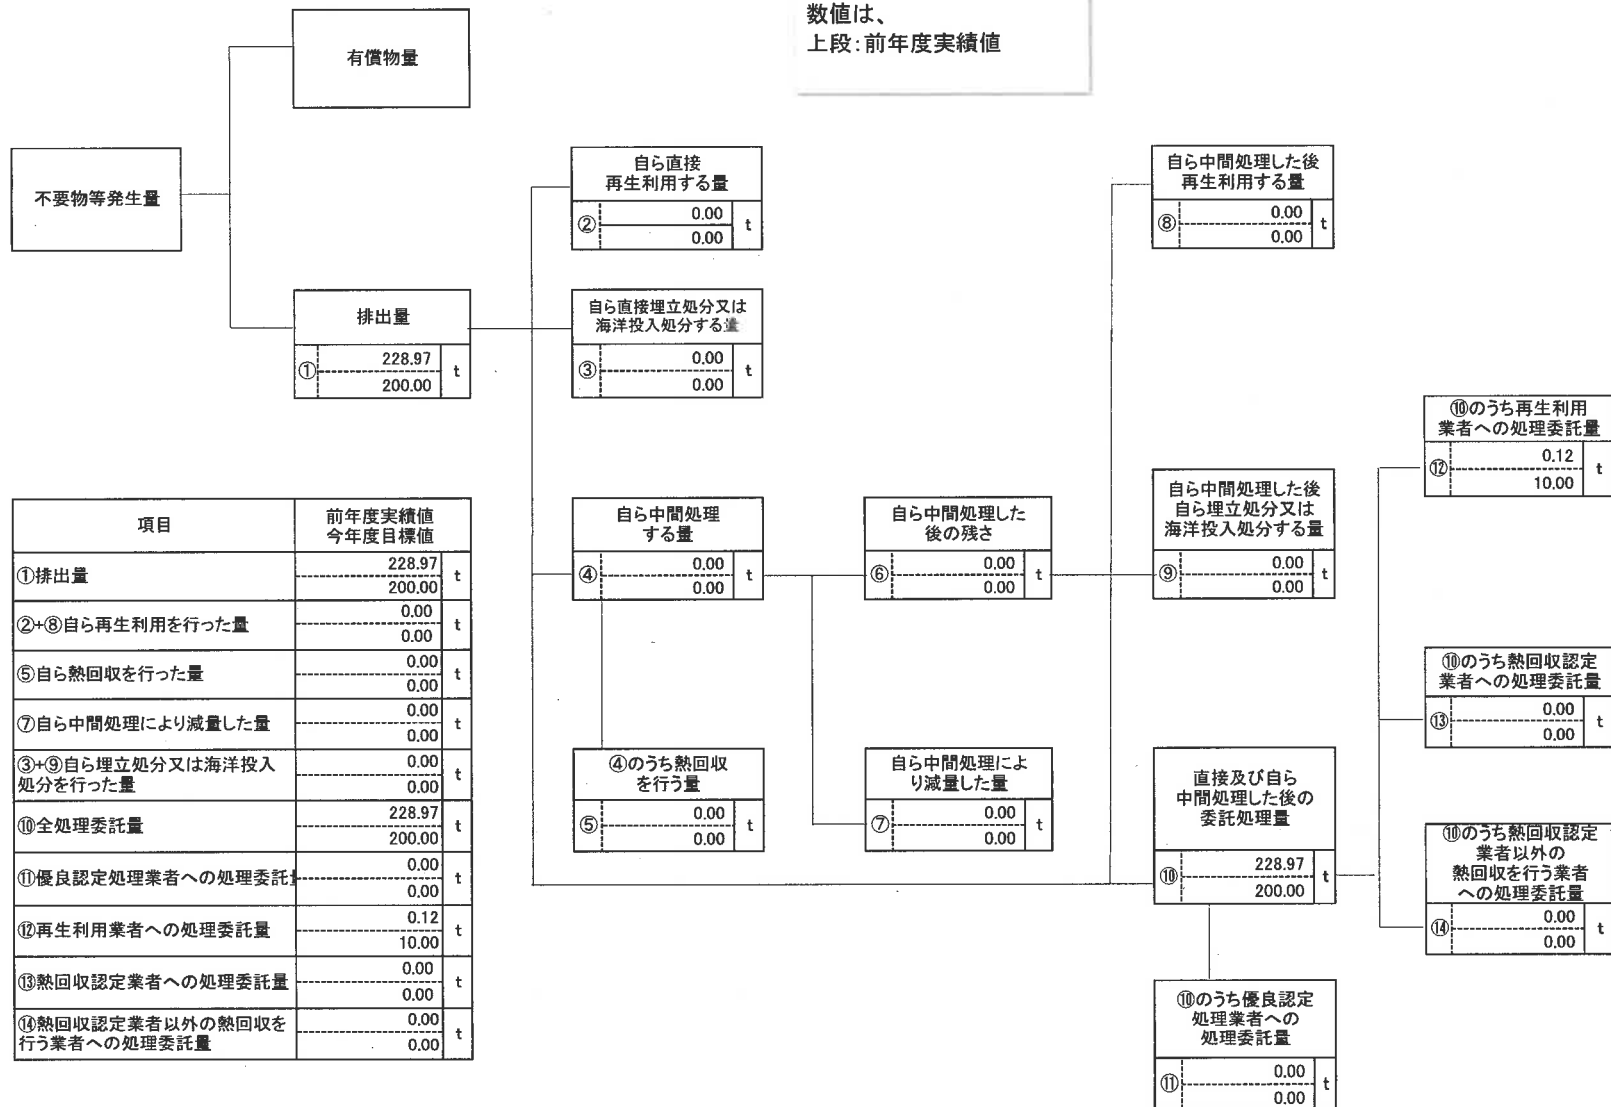 数値は、
上段:前年度実績値
有償物量
不要物等発生量
自ら直接
再生利用する量
②
0.00
0.00
t
自ら中間処理した後
再生利用する量
⑧
0.00
0.00
t
排出量
①
228.97
200.00
t
自ら直接埋立処分又は
海洋投入処分する量
③
0.00
0.00
t
⑩のうち再生利用
業者への処理委託量
⑫
0.12
10.00
t
自ら中間処理
する量
④
0.00
0.00
t
自ら中間処理した
後の残さ
⑥
0.00
0.00
t
自ら中間処理した後
自ら埋立処分又は
海洋投入処分する量
⑨
0.00
0.00
t
⑩のうち熱回収認定
業者への処理委託量
⑬
0.00
0.00
t
④のうち熱回収
を行う量
⑤
0.00
0.00
t
自ら中間処理によ
り減量した量
⑦
0.00
0.00
t
直接及び自ら
中間処理した後の
委託処理量
⑩
228.97
200.00
t
⑩のうち熱回収認定
業者以外の
熱回収を行う業者
への処理委託量
⑭
0.00
0.00
t
⑩のうち優良認定
処理業者への
処理委託量
⑪
0.00
0.00
t
項目
前年度実績値
今年度目標値
①排出量
228.97
200.00
t
②+⑧自ら再生利用を行った量
0.00
0.00
t
⑤自ら熱回収を行った量
0.00
0.00
t
⑦自ら中間処理により減量した量
0.00
0.00
t
③+⑨自ら埋立処分又は海洋投入
処分を行った量
0.00
0.00
t
⑩全処理委託量
228.97
200.00
t
⑪優良認定処理業者への処理委託
0.00
0.00
t
⑫再生利用業者への処理委託量
0.12
10.00
t
⑬熱回収認定業者への処理委託量
0.00
0.00
t
⑭熱回収認定業者以外の熱回収を
行う業者への処理委託量
0.00
0.00
t